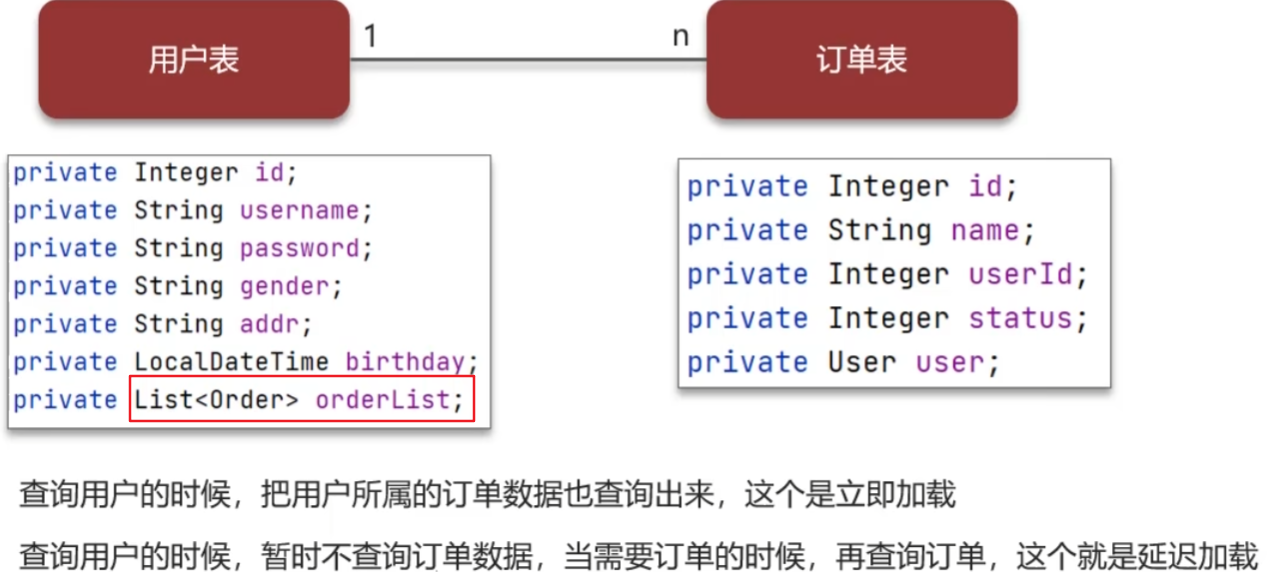 用户表
1
n
订单表
private Integer id;
private String username;
private String password;
private String gender;
private String addr;
private LocalDateTime birthday;
private List<Order> orderList;
private Integer id;
private String name;
private Integer userId;
private Integer status;
private User user;
查询用户的时候，把用户所属的订单数据也查询出来，这个是立即加载
查询用户的时候，暂时不查询订单数据，当需要订单的时候，再查询订单，这个就是延迟加载